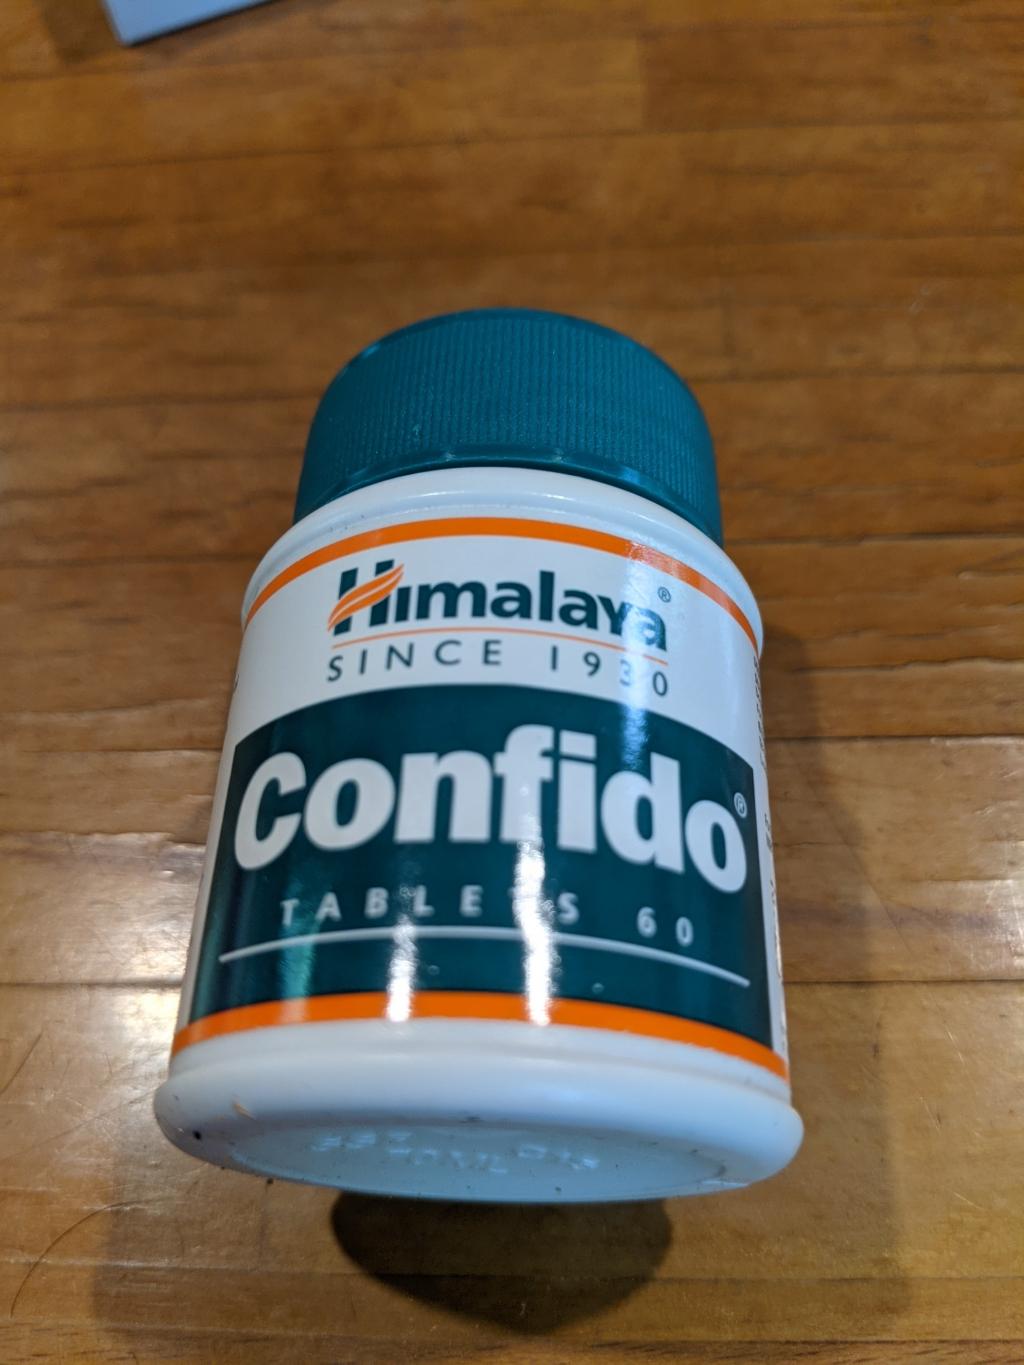 Himalaya®
SINCE 1930
Confido®
TABLETS 60